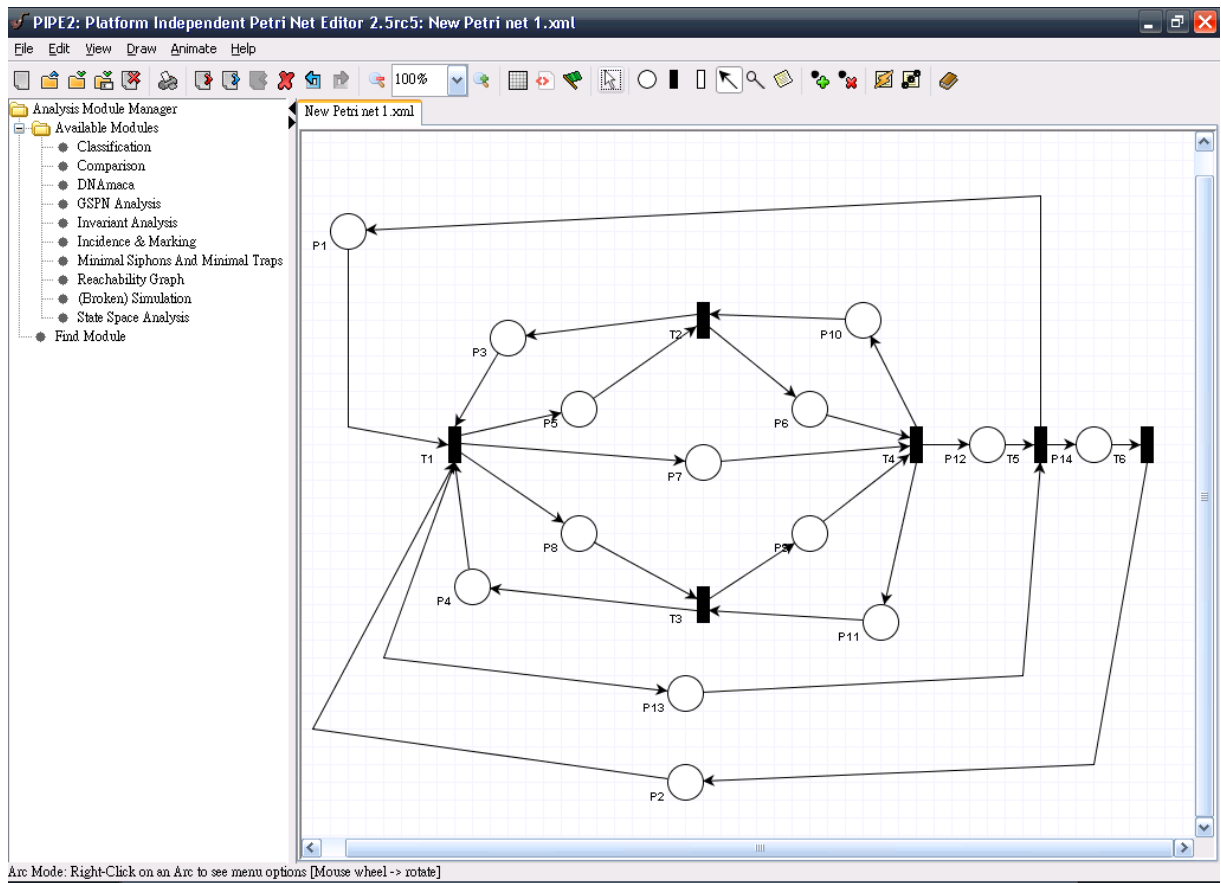 PIPE2: Platform Independent Petri Net Editor 2.5rc5: New Petri net 1.xml
File Edit View Draw Animate Help
100%
Analysis Module Manager
Available Modules
Classification
Comparison
DNAmaca
GSPN Analysis
Invariant Analysis
Incidence & Marking
Minimal Siphons And Minimal Traps
Reachability Graph
(Broken) Simulation
State Space Analysis
Find Module
New Petri net 1.xml
P1
T2
P10
P3
P5
P6
T1
P7
T4
P12
T5
P14
T6
P8
P9
P4
T3
P11
P13
P2
Arc Mode: Right-Click on an Arc to see menu options [Mouse wheel -> rotate]